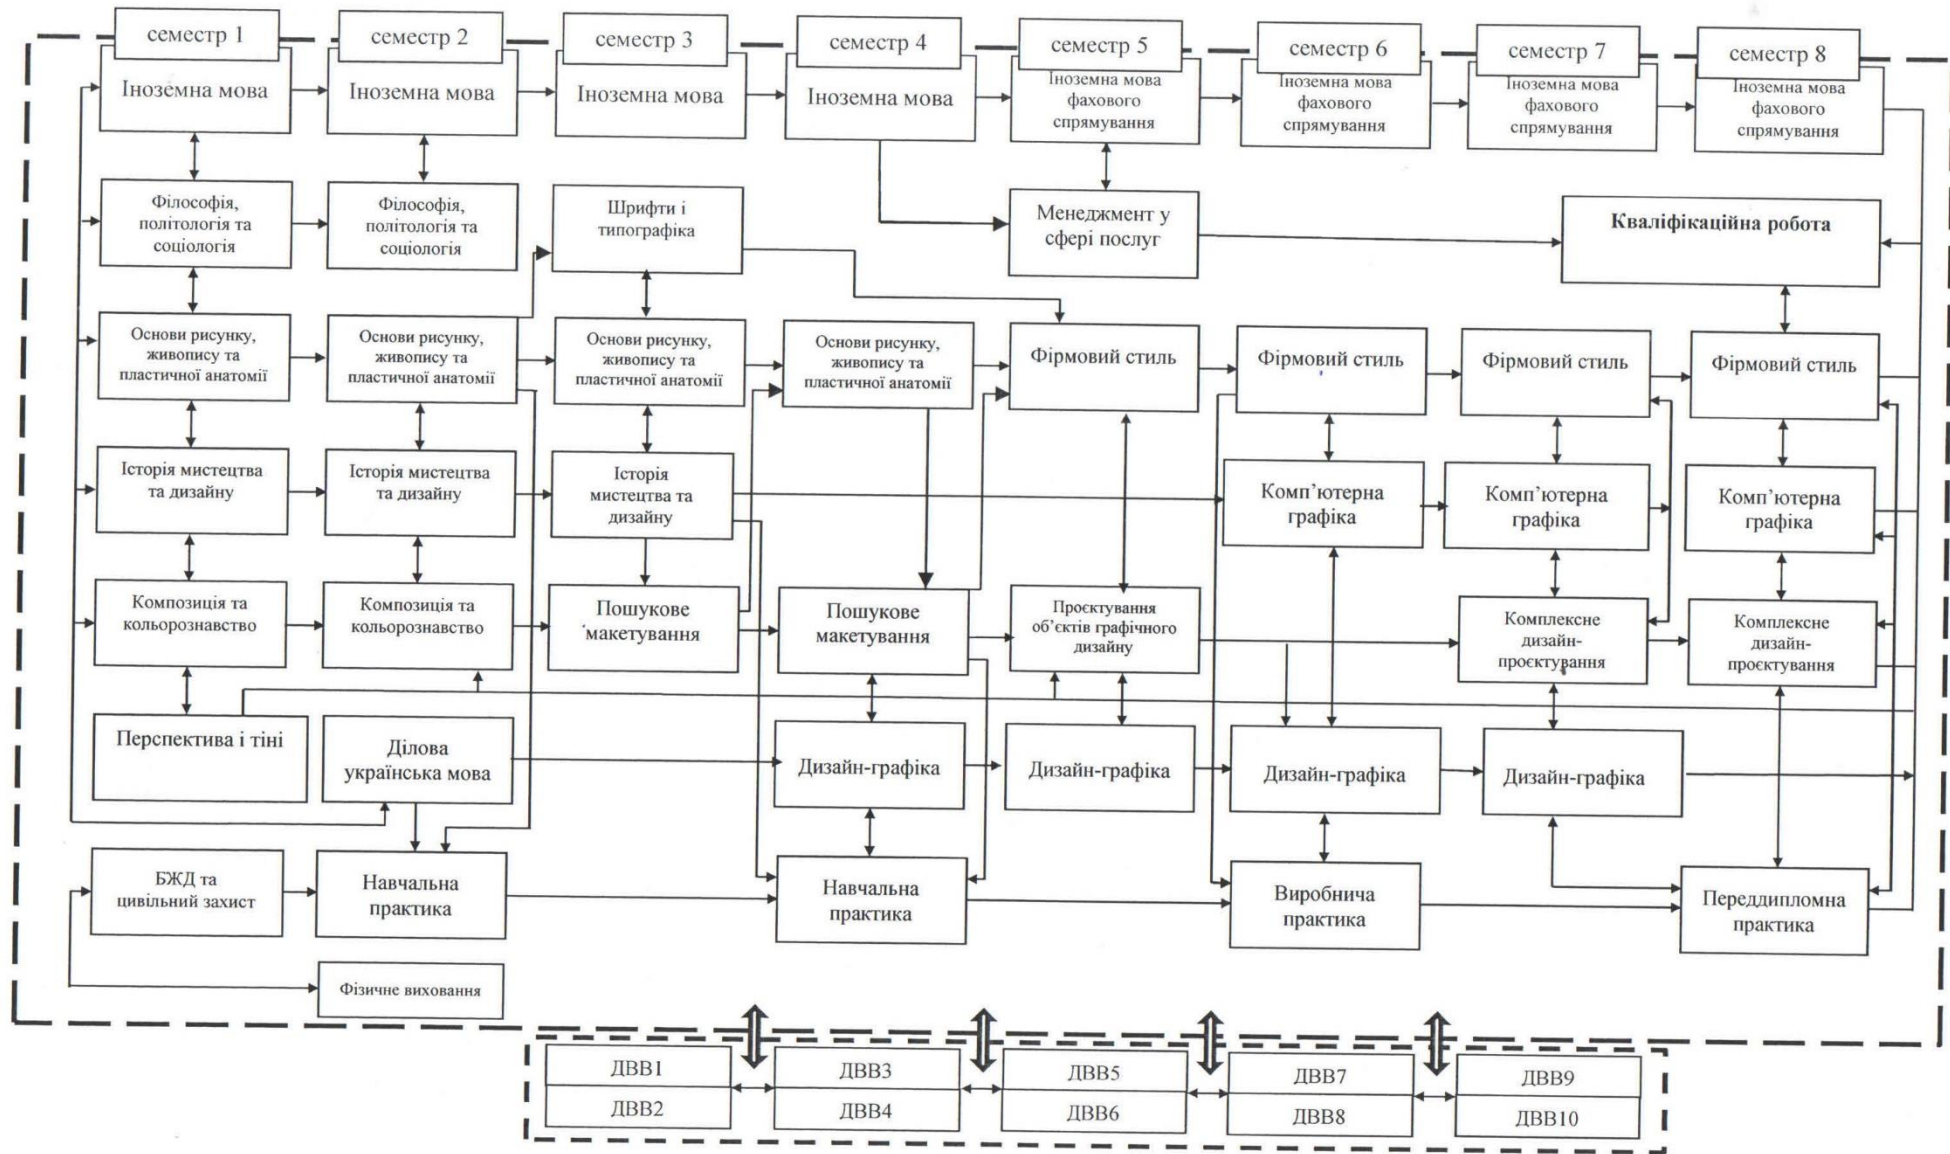 семестр 1
семестр 2
семестр 3
семестр 4
семестр 5
семестр 6
семестр 7
семестр 8
Іноземна мова
Іноземна мова
Іноземна мова
Іноземна мова
Іноземна мова
фахового
спрямування
Іноземна мова
фахового
спрямування
Іноземна мова
фахового
спрямування
Іноземна мова
фахового
спрямування
Філософія,
політологія та
соціологія
Філософія,
політологія та
соціологія
Шрифти і
типографіка
Менеджмент у
сфері послуг
Кваліфікаційна робота
Основи рисунку,
живопису та
пластичної анатомії
Основи рисунку,
живопису та
пластичної анатомії
Основи рисунку,
живопису та
пластичної анатомії
Основи рисунку,
живопису та
пластичної анатомії
Фірмовий стиль
Фірмовий стиль
Фірмовий стиль
Фірмовий стиль
Історія мистецтва
та дизайну
Історія мистецтва
та дизайну
Історія
мистецтва та
дизайну
Комп’ютерна
графіка
Комп’ютерна
графіка
Комп’ютерна
графіка
Композиція та
кольорознавство
Композиція та
кольорознавство
Пошукове
макетування
Пошукове
макетування
Проєктування
об’єктів графічного
дизайну
Комплексне
дизайн-
проєктування
Комплексне
дизайн-
проєктування
Перспектива і тіні
Ділова
українська мова
Дизайн-графіка
Дизайн-графіка
Дизайн-графіка
Дизайн-графіка
БЖД та
цивільний захист
Навчальна
практика
Навчальна
практика
Виробнича
практика
Переддипломна
практика
Фізичне виховання
ДВВ1
ДВВ3
ДВВ5
ДВВ7
ДВВ9
ДВВ2
ДВВ4
ДВВ6
ДВВ8
ДВВ10